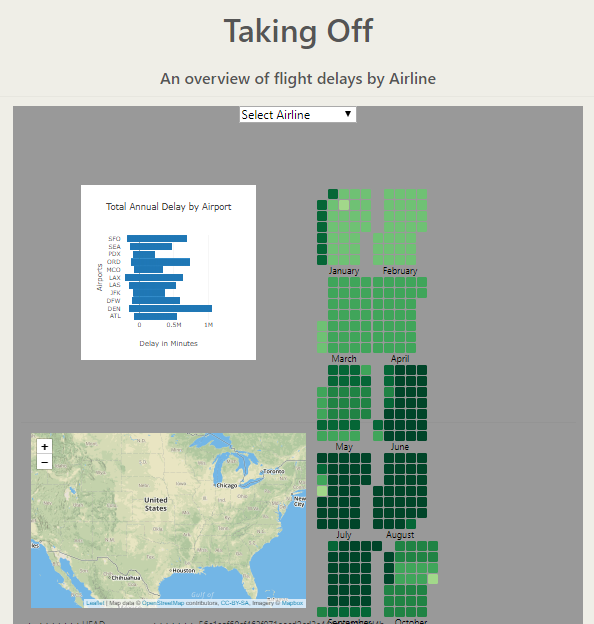 Taking Off
An overview of flight delays by Airline
Select Airline
Total Annual Delay by Airport
SFO
SEA
PDX
ORD
MCO
LAX
LAS
JFK
DFW
DEN
ATL
Airports
0 0.5M 1M
Delay in Minutes
January February
March April
May June
July August
September October
+
−
Toronto
Chicago
United
States
New
City
Houston
Chihuahua
Gulf of
Leaflet | Map data © OpenStreetMap contributors, CC-BY-SA, Imagery © Mapbox